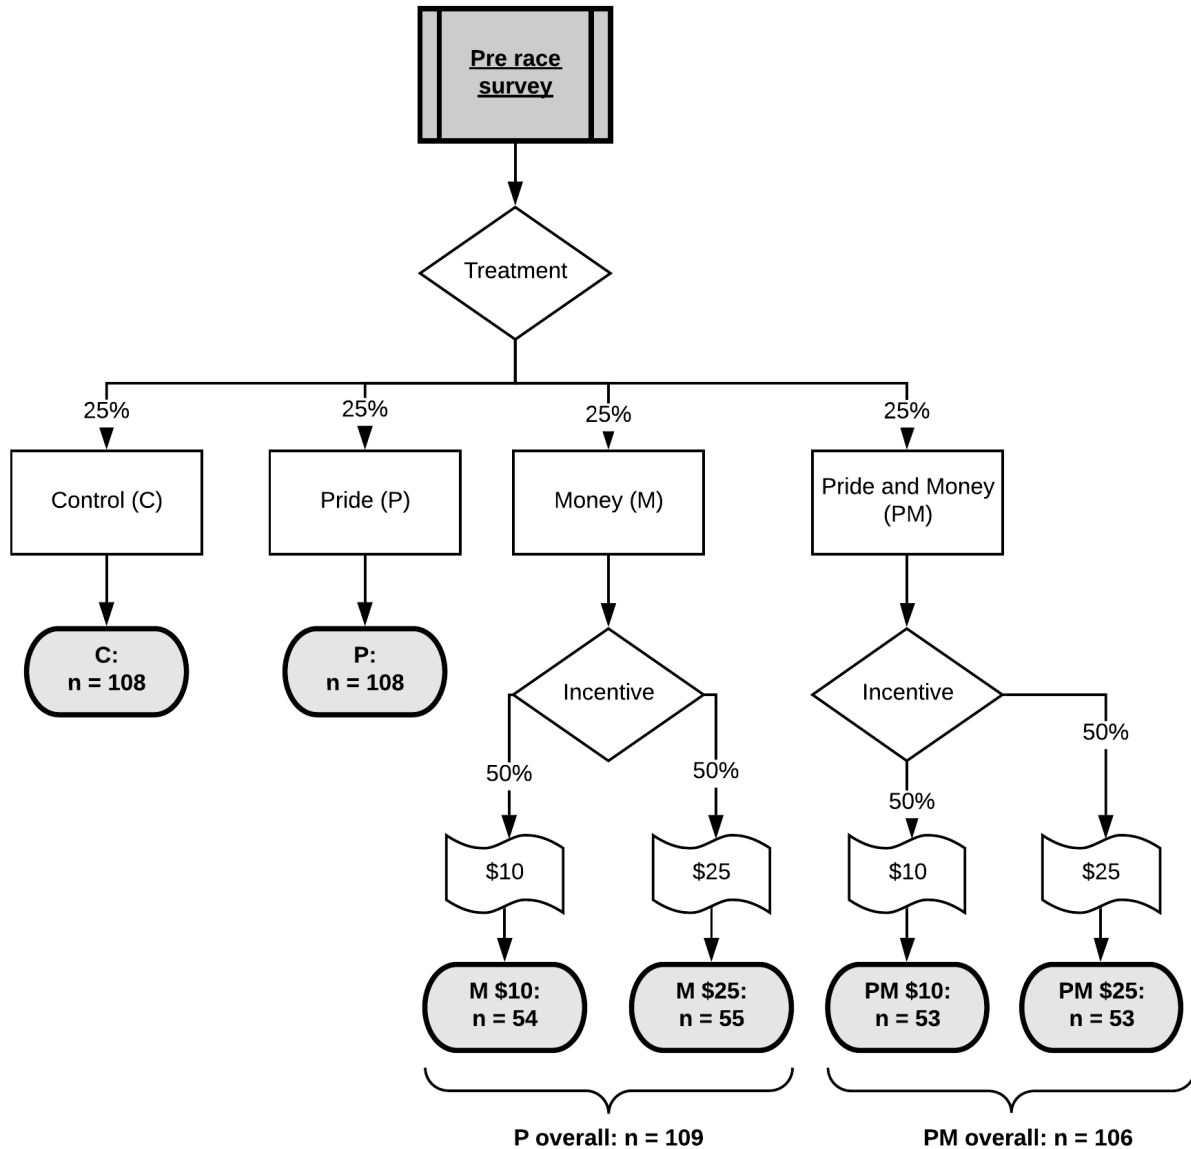 Pre race
survey
Treatment
25%
25%
25%
25%
Control (C)
Pride (P)
Money (M)
Pride and Money
(PM)
C:
n = 108
P:
n = 108
Incentive
Incentive
50%
50%
50%
50%
$10
$25
$10
$25
M $10:
n = 54
M $25:
n = 55
PM $10:
n = 53
PM $25:
n = 53
P overall: n = 109
PM overall: n = 106